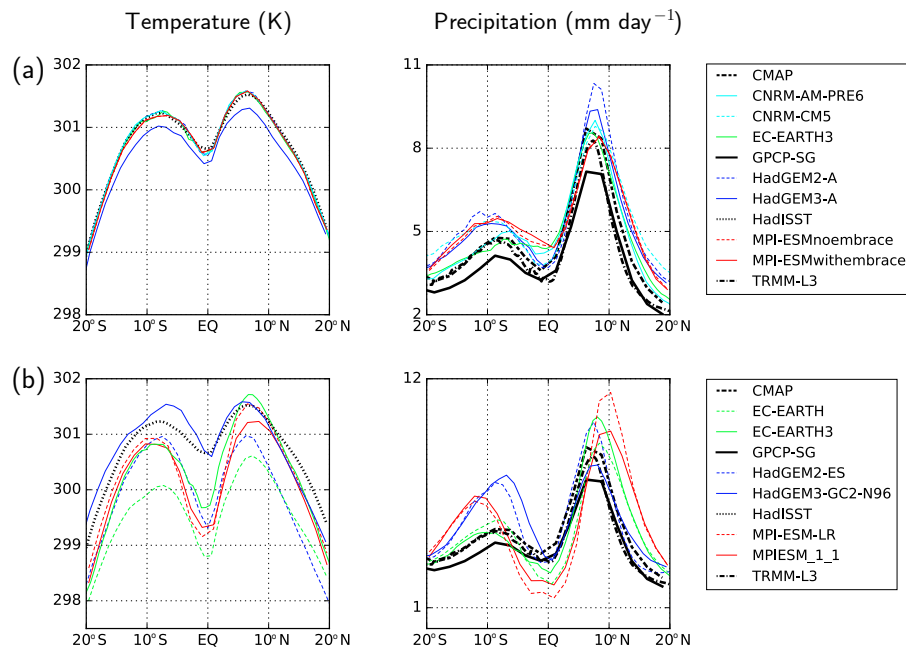 Temperature (K)
Precipitation (mm day⁻¹)
(a)
302
301
300
299
298
20°S
10°S
EQ
10°N
20°N
11
8
5
2
20°S
10°S
EQ
10°N
20°N
CMAP
CNRM-AM-PRE6
CNRM-CM5
EC-EARTH3
GPCP-SG
HadGEM2-A
HadGEM3-A
HadISST
MPI-ESMnoembrace
MPI-ESMwithembrace
TRMM-L3
(b)
302
301
300
299
298
20°S
10°S
EQ
10°N
20°N
12
1
20°S
10°S
EQ
10°N
20°N
CMAP
EC-EARTH
EC-EARTH3
GPCP-SG
HadGEM2-ES
HadGEM3-GC2-N96
HadISST
MPI-ESM-LR
MPIESM_1_1
TRMM-L3